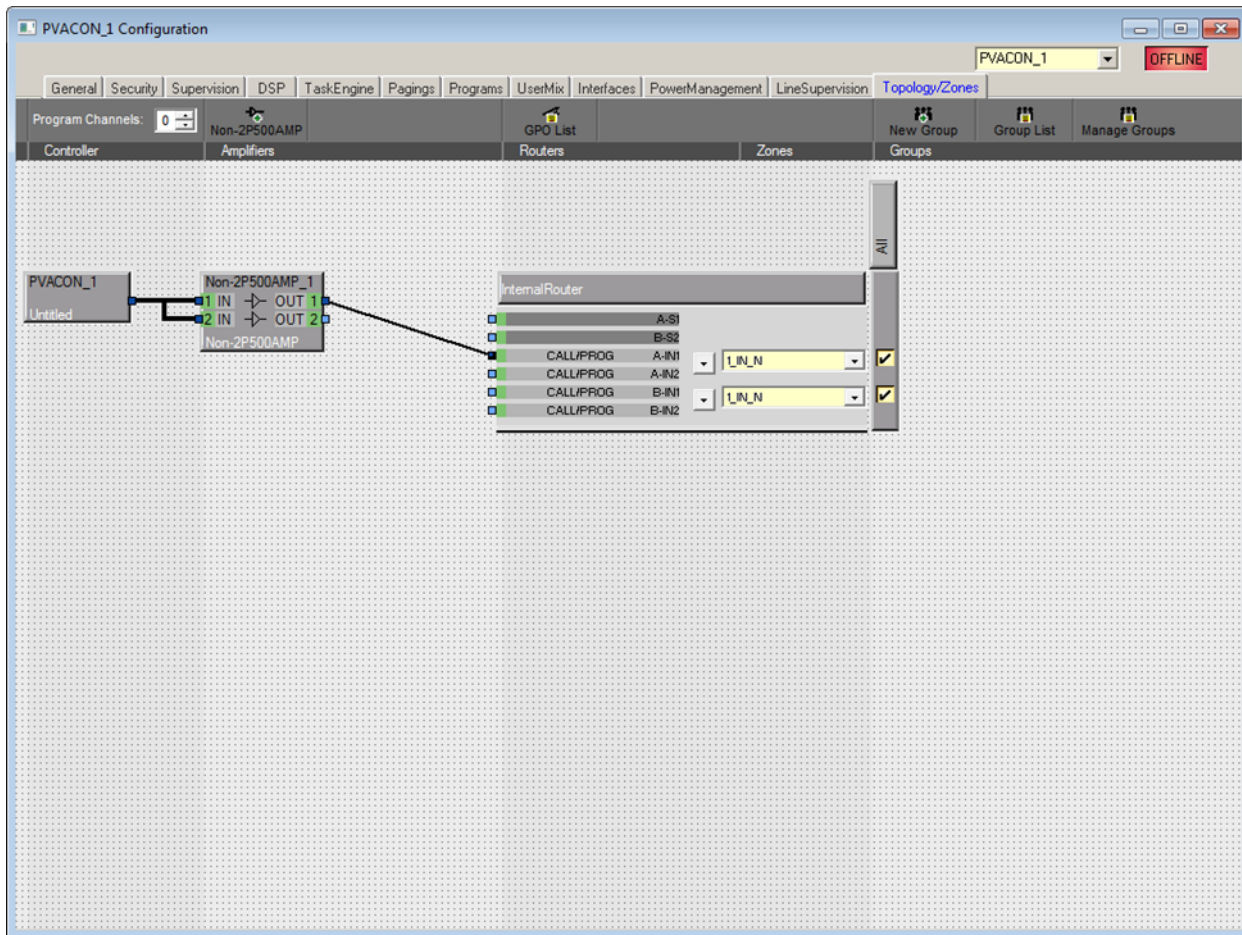 PVACON_1 Configuration
PVACON_1 OFFLINE
General Security Supervision DSP TaskEngine Pagings Programs UserMix Interfaces PowerManagement LineSupervision Topology/Zones
Program Channels: 0 Non-2P500AMP GPO List New Group Group List Manage Groups
Controller Amplifiers Routers Zones Groups
All
PVACON_1
Untitled
Non-2P500AMP_1
1 IN OUT 1
2 IN OUT 2
Non-2P500AMP
InternalRouter
A-S1
B-S2
CALL/PROG A-IN1 1_IN_N
CALL/PROG A-IN2
CALL/PROG B-IN1 1_IN_N
CALL/PROG B-IN2